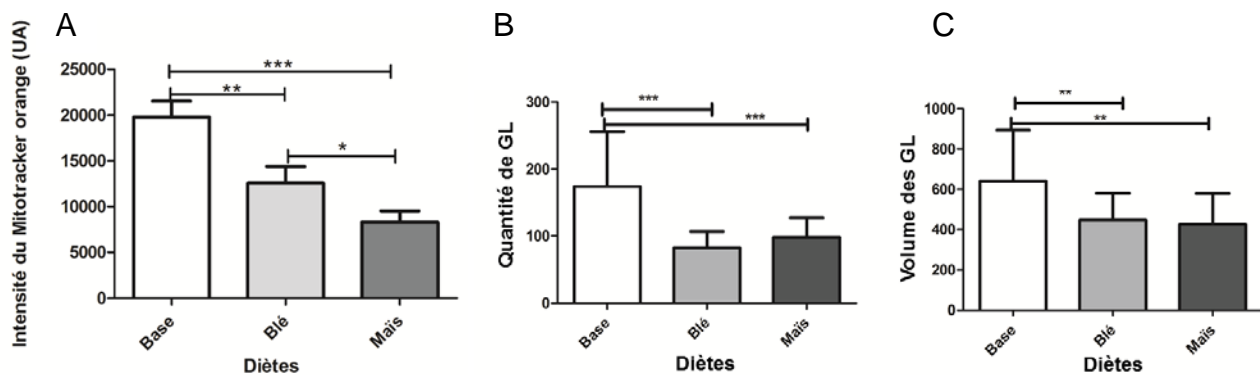 A
Intensité du Mitotracker orange (UA)
25000
20000
15000
10000
5000
0
***
**
*
Base
Blé
Maïs
Diètes
B
Quantité de GL
300
200
100
0
***
***
Base
Blé
Maïs
Diètes
C
Volume des GL
1000
800
600
400
200
0
**
**
Base
Blé
Maïs
Diètes